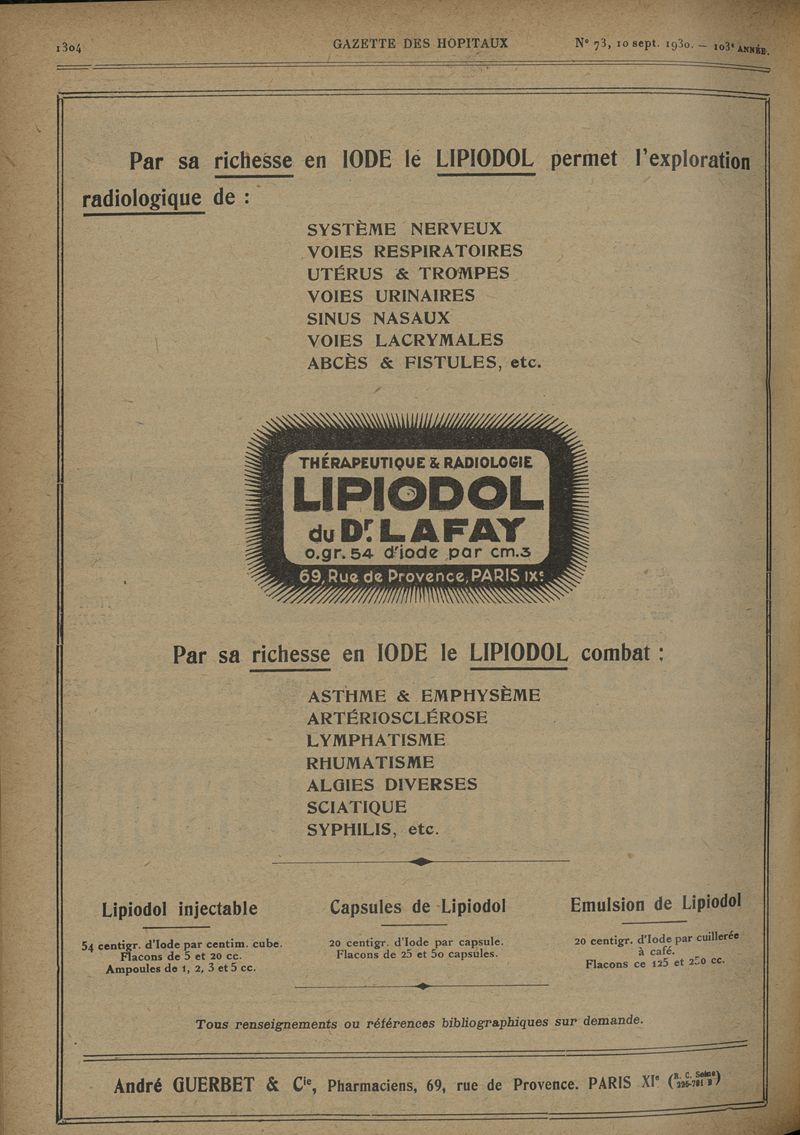 1304
GAZETTE DES HOPITAUX
N° 73, 10 sept. 1930. — 103e ANNÉE.
Par sa richesse en IODE le LIPIODOL permet l'exploration
radiologique de :
SYSTÈME NERVEUX
VOIES RESPIRATOIRES
UTÉRUS & TROMPES
VOIES URINAIRES
SINUS NASAUX
VOIES LACRYMALES
ABCÈS & FISTULES, etc.
THÉRAPEUTIQUE & RADIOLOGIE
LIPIODOL
du Dr. LAFAY
0.gr. 54 d'iode par cm.3
69, Rue de Provence, PARIS IXe
Par sa richesse en IODE le LIPIODOL combat :
ASTHME & EMPHYSÈME
ARTÉRIOSCLÉROSE
LYMPHATISME
RHUMATISME
ALGIES DIVERSES
SCIATIQUE
SYPHILIS, etc.
Lipiodol injectable
54 centigr. d'Iode par centim. cube.
Flacons de 5 et 20 cc.
Ampoules de 1, 2, 3 et 5 cc.
Capsules de Lipiodol
20 centigr. d'Iode par capsule.
Flacons de 25 et 50 capsules.
Emulsion de Lipiodol
20 centigr. d'Iode par cuillerée
à café.
Flacons ce 125 et cc.
Tous renseignements ou références bibliographiques sur demande.
André GUERBET & Cie, Pharmaciens, 69, rue de Provence. PARIS XIe (R. C. Seine